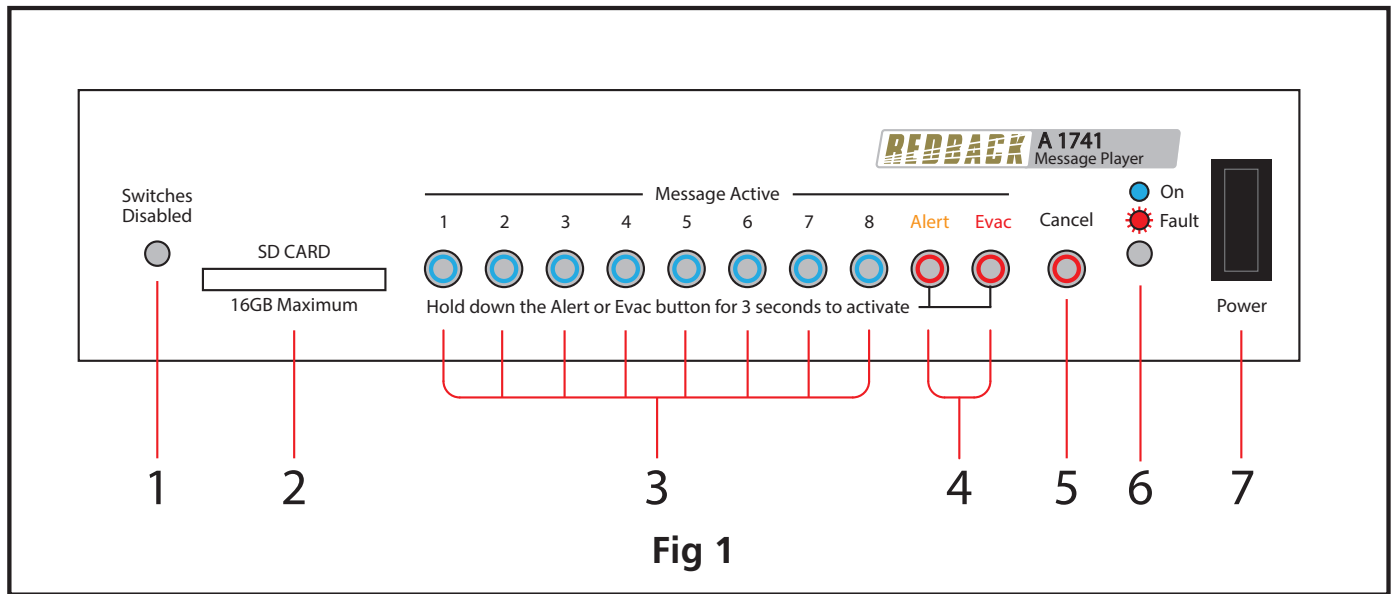 REDBACK A 1741
Message Player
Switches
Disabled
SD CARD
16GB Maximum
Message Active
1 2 3 4 5 6 7 8 Alert Evac Cancel
Hold down the Alert or Evac button for 3 seconds to activate
On
Fault
Power
1 2 3 4 5 6 7
Fig 1